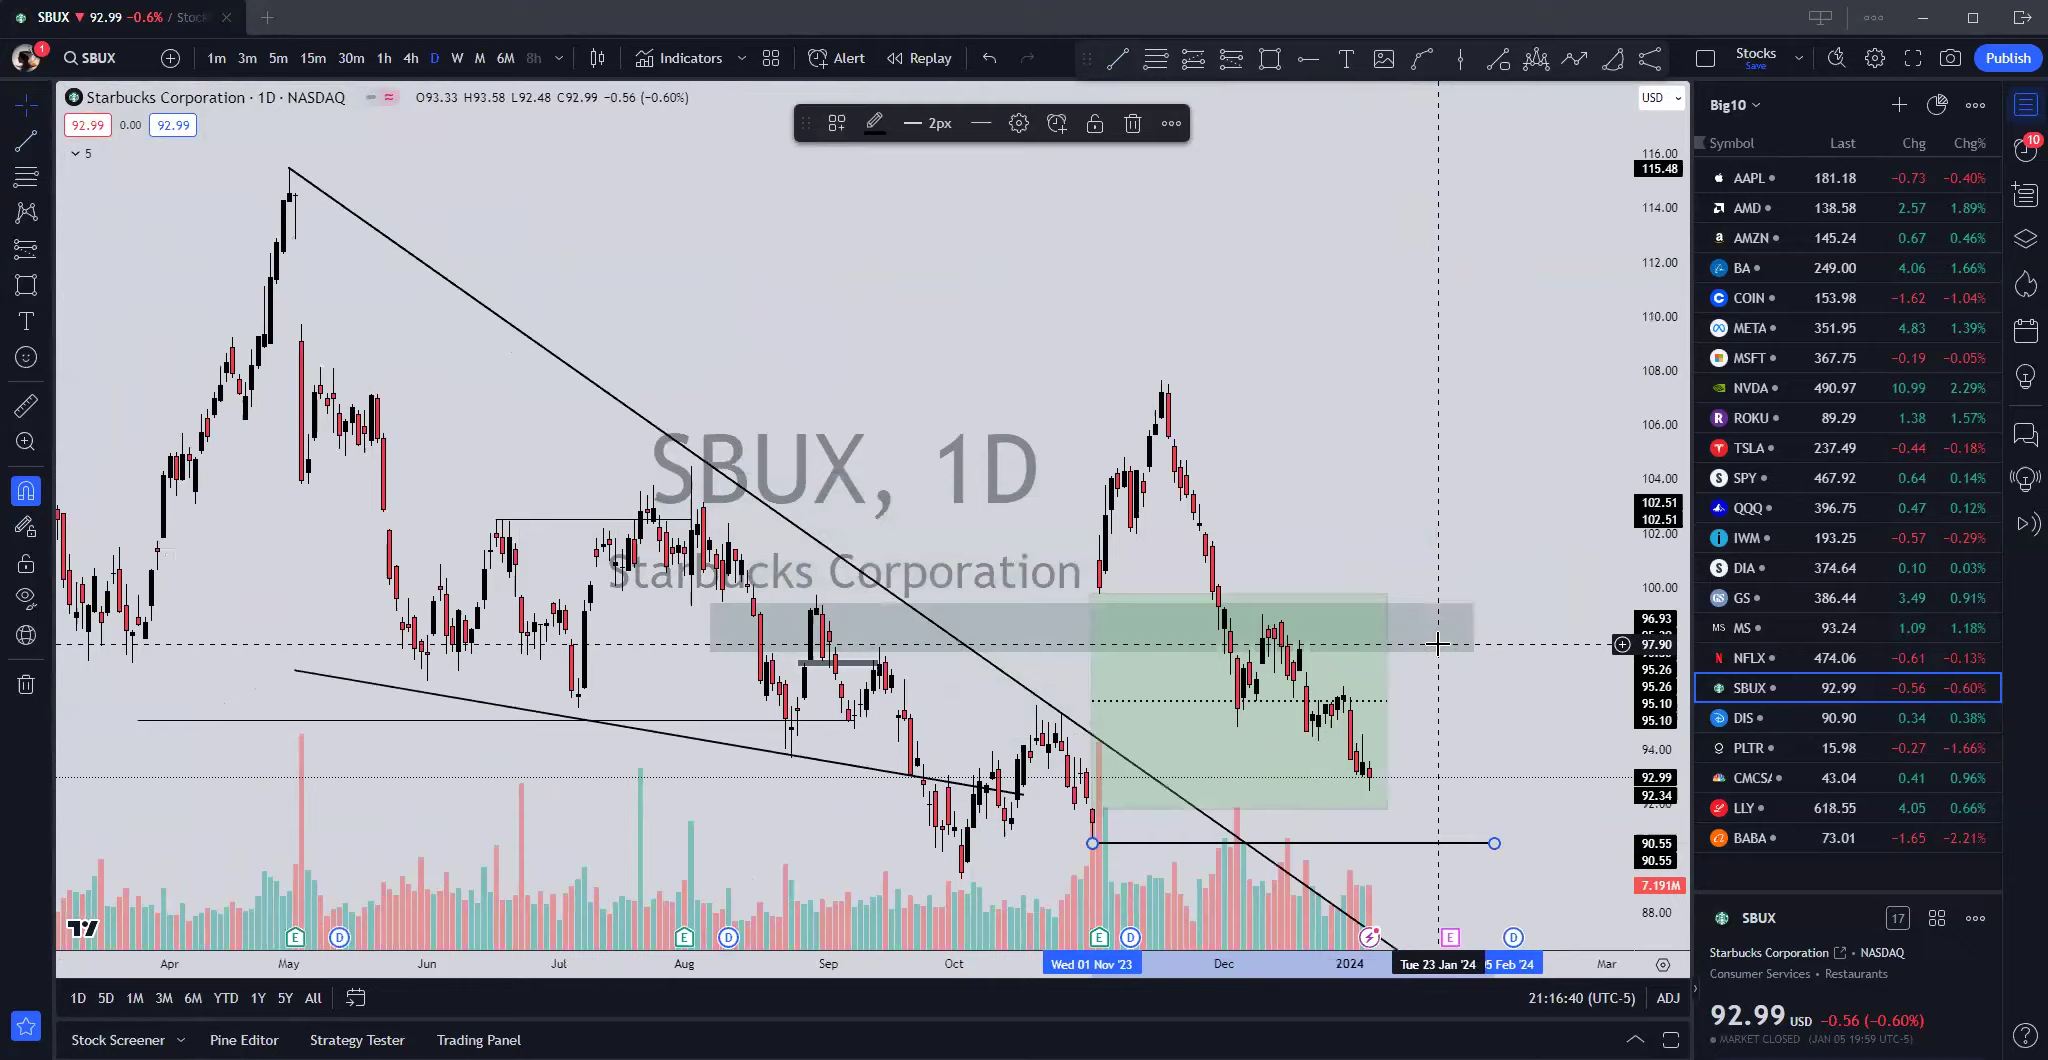 SBUX 92.99 −0.6% / Stock
1
SBUX 1m 3m 5m 15m 30m 1h 4h D W M 6M 8h Indicators Alert Replay Stocks Save Publish
Starbucks Corporation · 1D · NASDAQ O93.33 H93.58 L92.48 C92.99 −0.56 (−0.60%)
92.99 0.00 92.99
5
2px
SBUX, 1D
Starbucks Corporation
USD
116.00
115.48
114.00
112.00
110.00
108.00
106.00
104.00
102.51
102.51
102.00
100.00
96.93
97.90
95.26
95.26
95.10
95.10
94.00
92.99
92.34
90.55
90.55
7.191M
88.00
E D E D E D E D
Apr May Jun Jul Aug Sep Oct Wed 01 Nov '23 Dec 2024 Tue 23 Jan '24 5 Feb '24 Mar
1D 5D 1M 3M 6M YTD 1Y 5Y All 21:16:40 (UTC-5) ADJ
Stock Screener Pine Editor Strategy Tester Trading Panel
Big10
10
Symbol Last Chg Chg%
AAPL 181.18 −0.73 −0.40%
AMD 138.58 2.57 1.89%
AMZN 145.24 0.67 0.46%
BA 249.00 4.06 1.66%
COIN 153.98 −1.62 −1.04%
META 351.95 4.83 1.39%
MSFT 367.75 −0.19 −0.05%
NVDA 490.97 10.99 2.29%
ROKU 89.29 1.38 1.57%
TSLA 237.49 −0.44 −0.18%
SPY 467.92 0.64 0.14%
QQQ 396.75 0.47 0.12%
IWM 193.25 −0.57 −0.29%
DIA 374.64 0.10 0.03%
GS 386.44 3.49 0.91%
MS 93.24 1.09 1.18%
NFLX 474.06 −0.61 −0.13%
SBUX 92.99 −0.56 −0.60%
DIS 90.90 0.34 0.38%
PLTR 15.98 −0.27 −1.66%
CMCSA 43.04 0.41 0.96%
LLY 618.55 4.05 0.66%
BABA 73.01 −1.65 −2.21%
SBUX 17
Starbucks Corporation • NASDAQ
Consumer Services • Restaurants
92.99 USD −0.56 (−0.60%)
MARKET CLOSED (JAN 05 19:59 UTC-5)